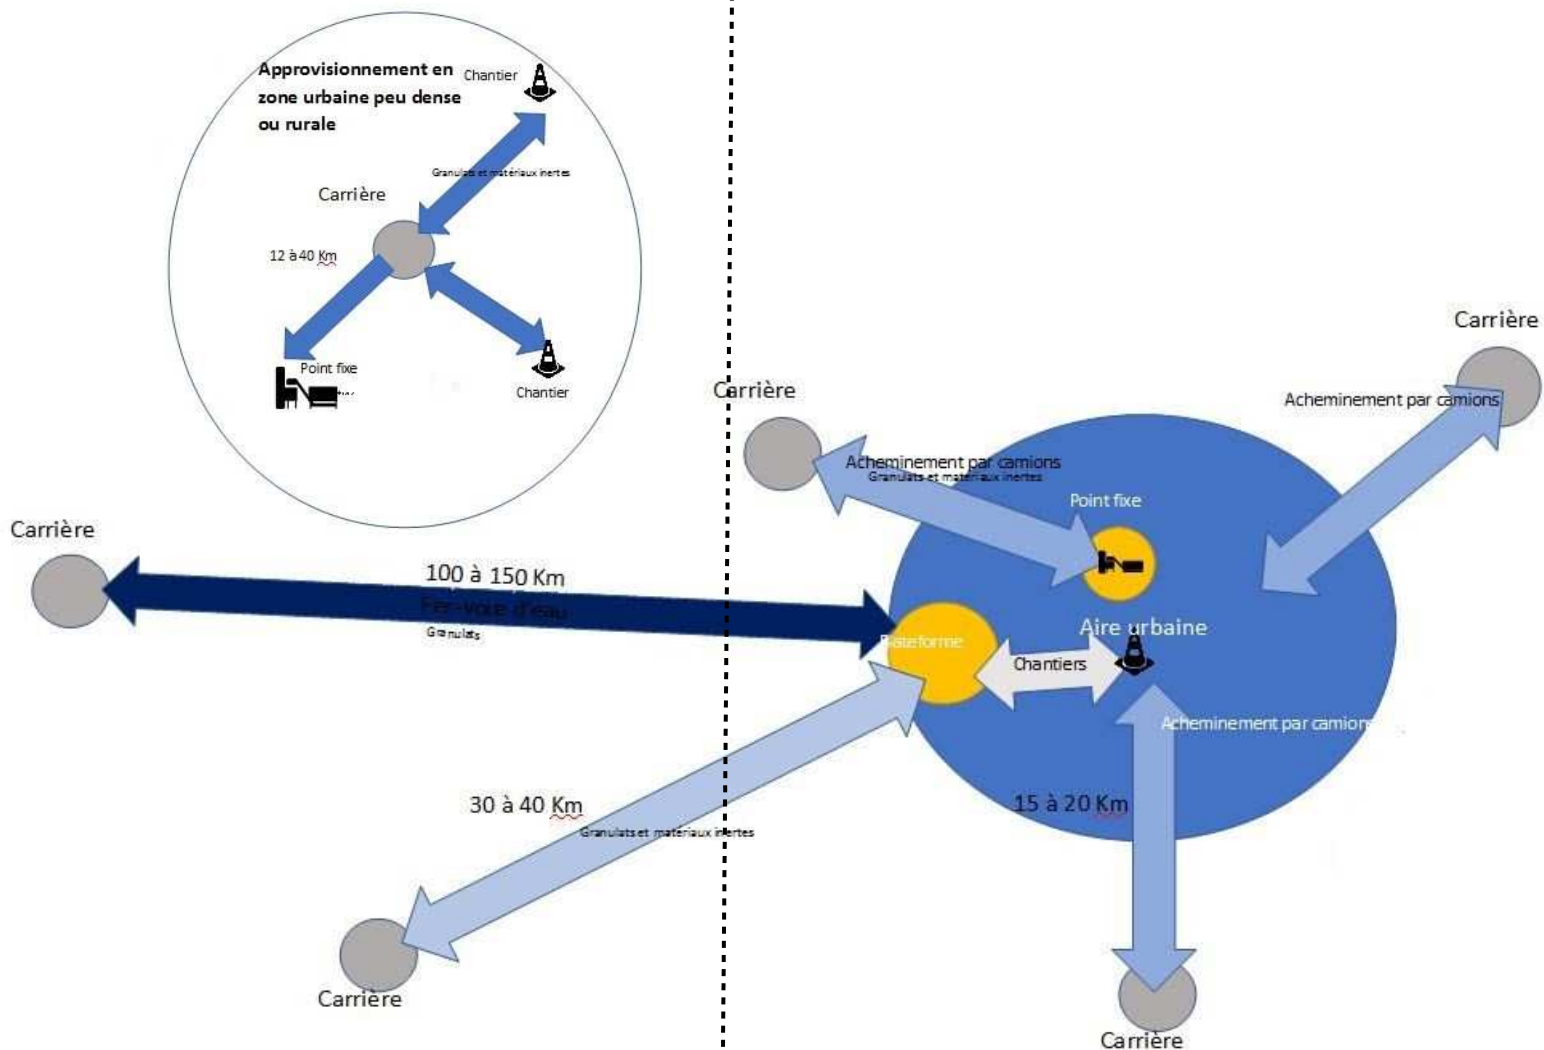 Approvisionnement en
zone urbaine peu dense
ou rurale
Chantier
Granulats et matériaux inertes
Carrière
12 à 40 Km
Point fixe
Chantier
Carrière
100 à 150 Km
Fer-voie d'eau
Granulats
30 à 40 Km
Granulats et matériaux inertes
Carrière
Carrière
Acheminement par camions
Granulats et matériaux inertes
Carrière
Acheminement par camions
Point fixe
Aire urbaine
Plateforme
Chantiers
Acheminement par camions
15 à 20 Km
Carrière